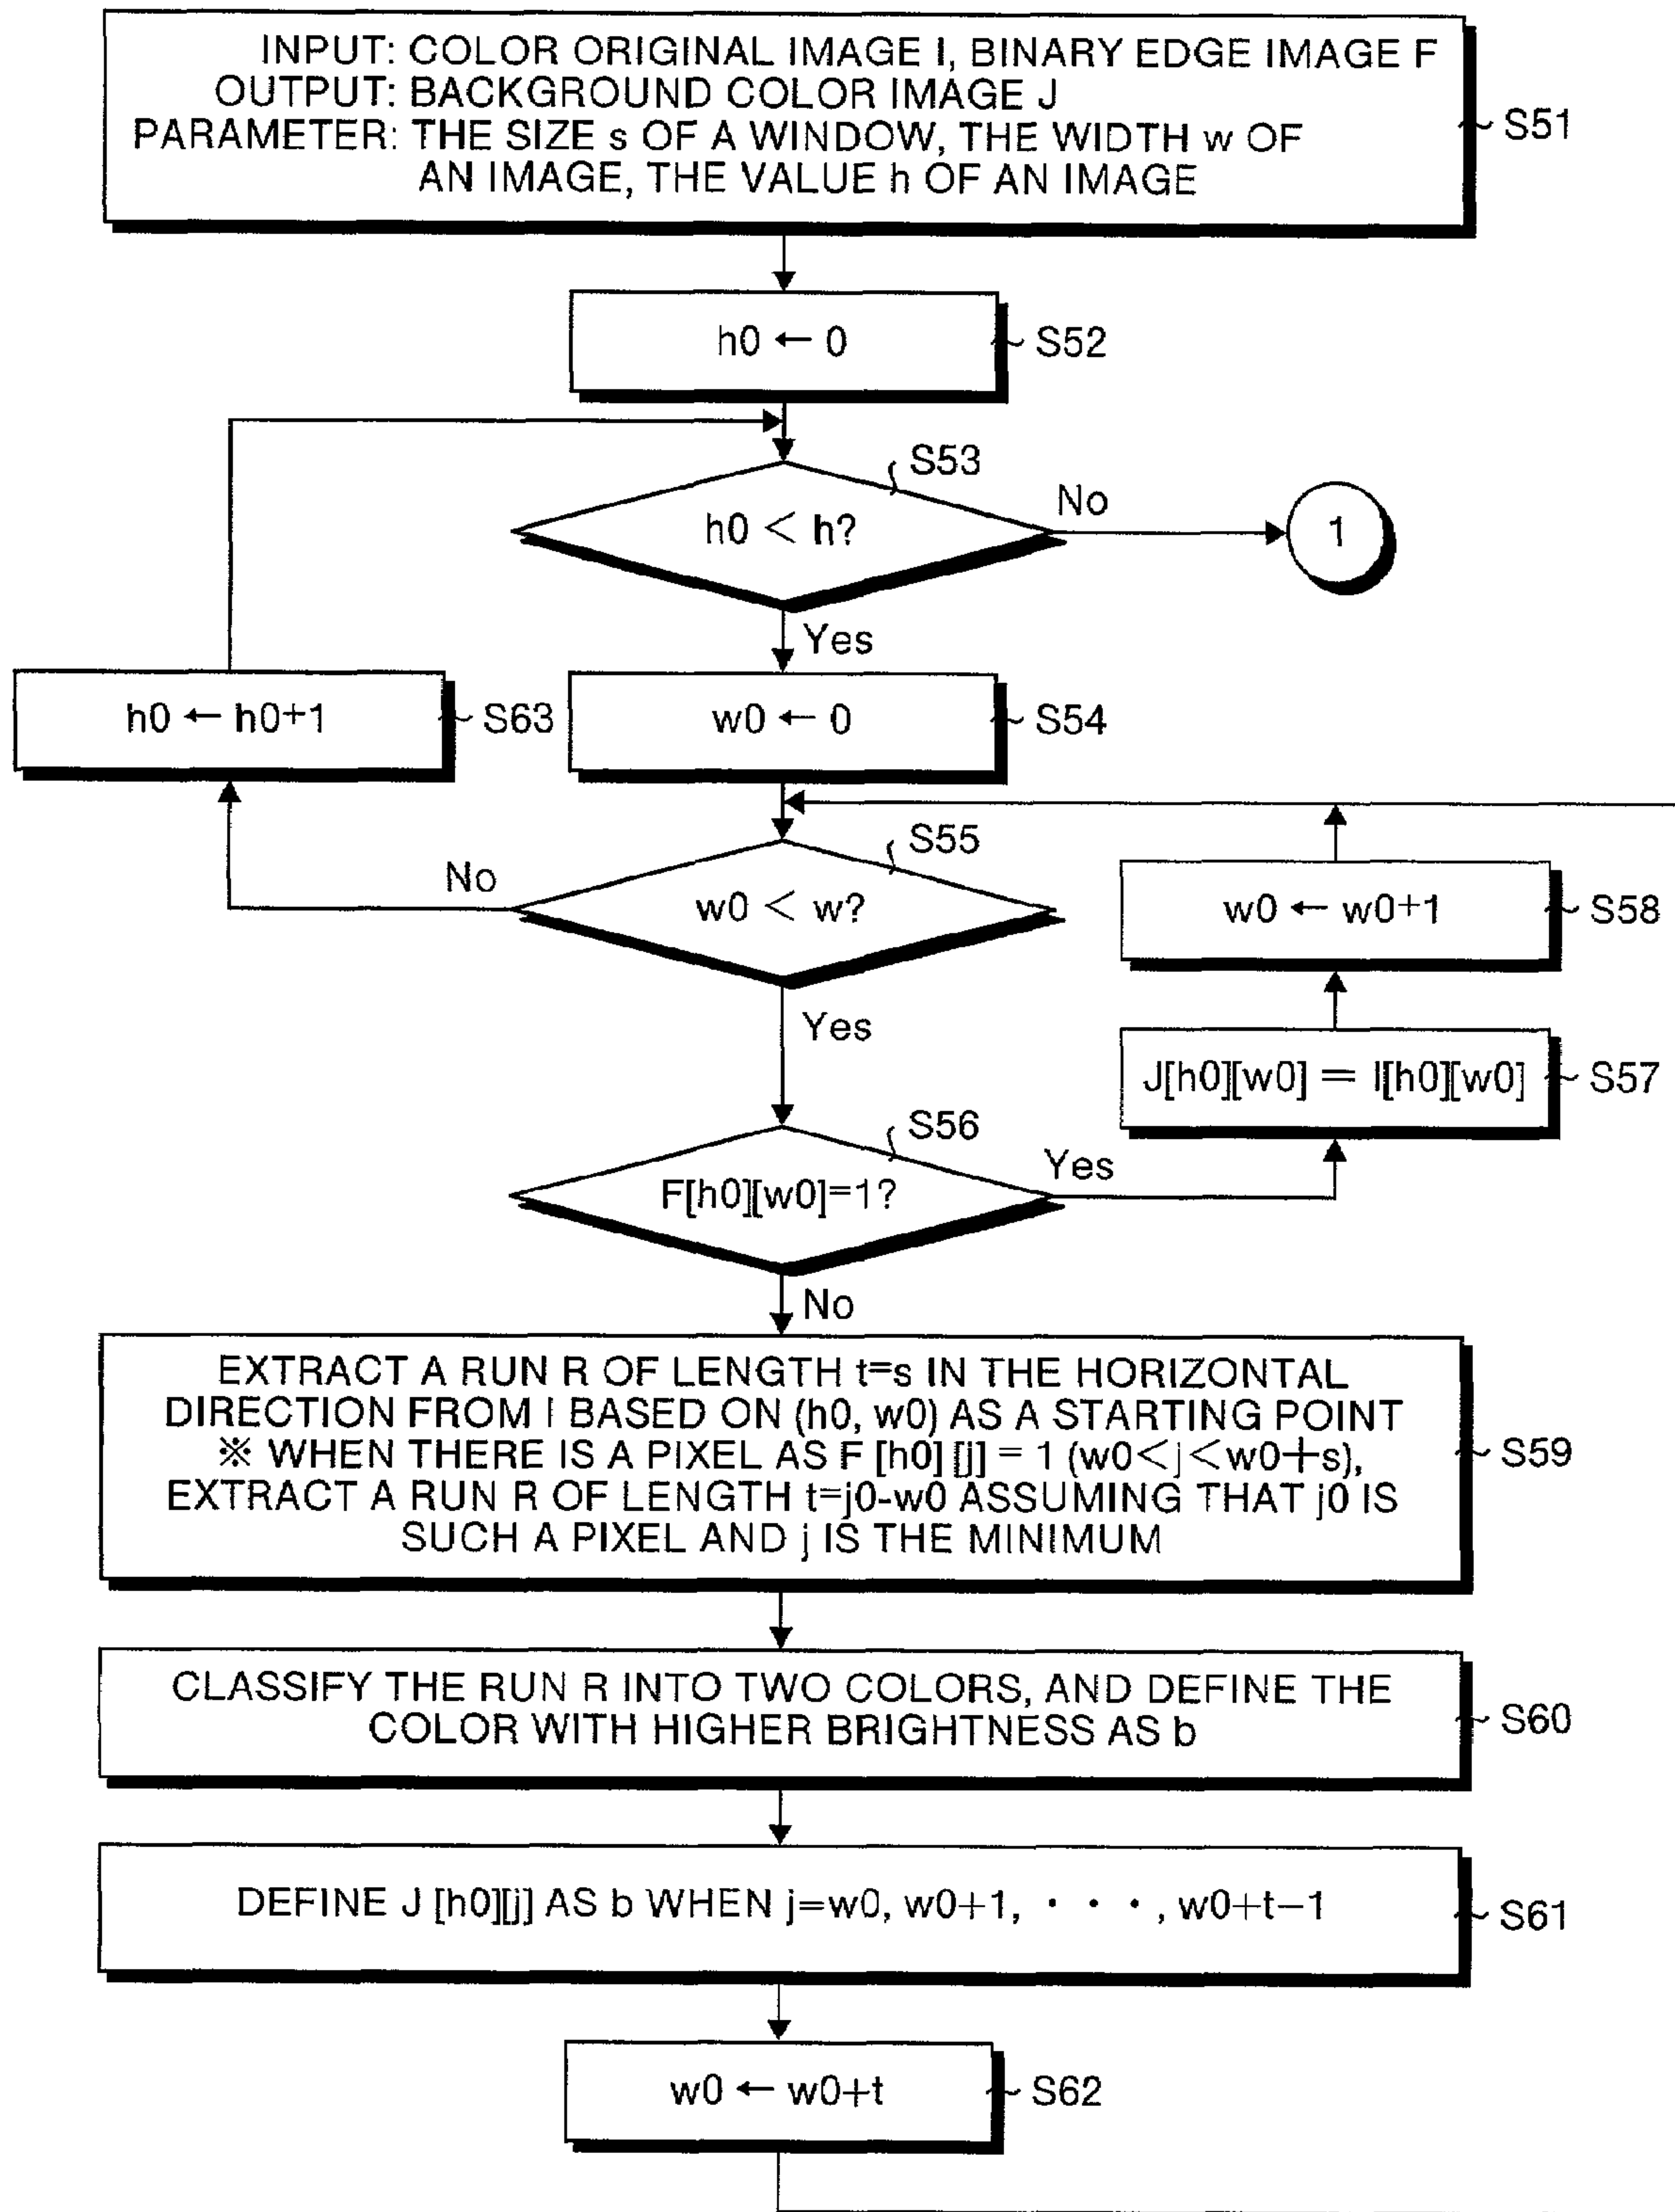 INPUT: COLOR ORIGINAL IMAGE I, BINARY EDGE IMAGE F
OUTPUT: BACKGROUND COLOR IMAGE J
PARAMETER: THE SIZE s OF A WINDOW, THE WIDTH w OF
AN IMAGE, THE VALUE h OF AN IMAGE
S51
h0 ← 0
S52
S53
h0 < h?
No
1
Yes
h0 ← h0+1
S63
w0 ← 0
S54
S55
w0 < w?
No
w0 ← w0+1
S58
Yes
J[h0][w0] = I[h0][w0]
S57
S56
F[h0][w0]=1?
Yes
No
EXTRACT A RUN R OF LENGTH t=s IN THE HORIZONTAL
DIRECTION FROM I BASED ON (h0, w0) AS A STARTING POINT
※ WHEN THERE IS A PIXEL AS F [h0] [j] = 1 (w0<j<w0+s),
EXTRACT A RUN R OF LENGTH t=j0-w0 ASSUMING THAT j0 IS
SUCH A PIXEL AND j IS THE MINIMUM
S59
CLASSIFY THE RUN R INTO TWO COLORS, AND DEFINE THE
COLOR WITH HIGHER BRIGHTNESS AS b
S60
DEFINE J [h0][j] AS b WHEN j=w0, w0+1, · · · , w0+t−1
S61
w0 ← w0+t
S62